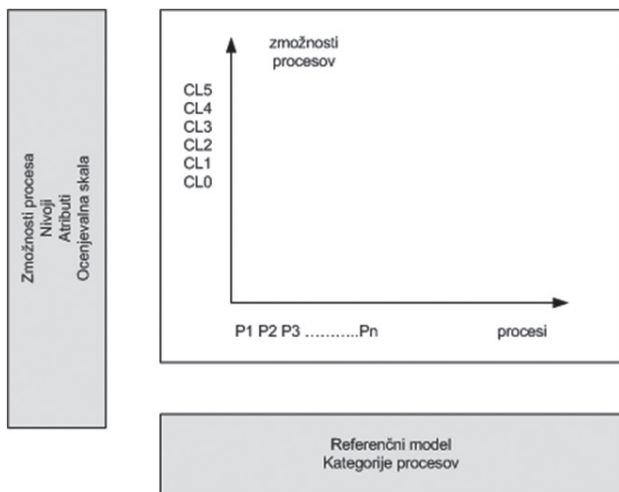 Zmožnosti procesa
Nivoji
Atributi
Ocenjevalna skala
zmožnosti
procesov
CL5
CL4
CL3
CL2
CL1
CL0
P1 P2 P3 ...........Pn
procesi
Referenčni model
Kategorije procesov